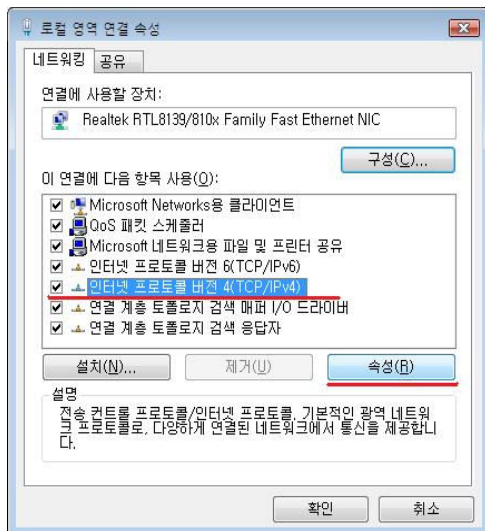 로컬 영역 연결 속성
네트워킹 공유
연결에 사용할 장치:
Realtek RTL8139/810x Family Fast Ethernet NIC
구성(C)...
이 연결에 다음 항목 사용(O):
Microsoft Networks용 클라이언트
QoS 패킷 스케줄러
Microsoft 네트워크용 파일 및 프린터 공유
인터넷 프로토콜 버전 6(TCP/IPv6)
인터넷 프로토콜 버전 4(TCP/IPv4)
연결 계층 토폴로지 검색 매퍼 I/O 드라이버
연결 계층 토폴로지 검색 응답자
설치(N)... 제거(U) 속성(R)
설명
전송 컨트롤 프로토콜/인터넷 프로토콜. 기본적인 광역 네트워
크 프로토콜로, 다양하게 연결된 네트워크에서 통신을 제공합니
다.
확인 취소